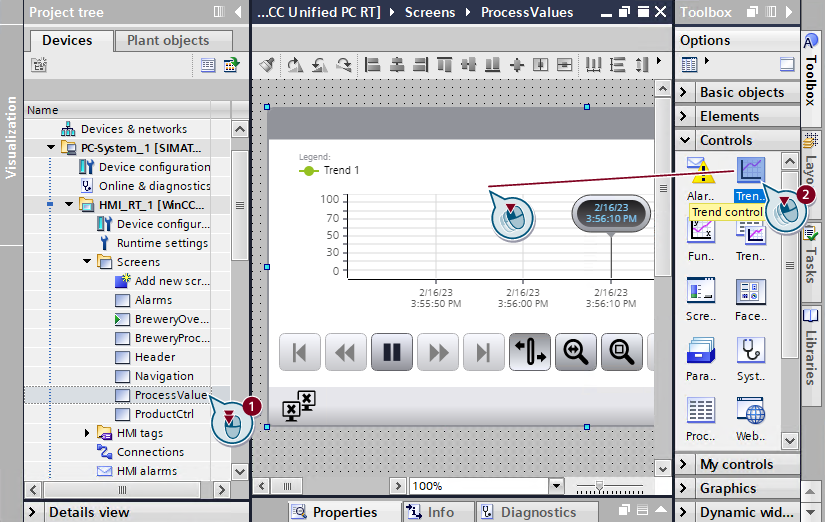 Project tree
...CC Unified PC RT]
Screens
ProcessValues
Toolbox
Visualization
Devices
Plant objects
Name
Devices & networks
PC-System_1 [SIMAT...
Device configuration
Online & diagnostics
HMI_RT_1 [WinCC...
Device configur...
Runtime settings
Screens
Add new scr...
Alarms
BreweryOve...
BreweryProc...
Header
Navigation
ProcessValue
ProductCtrl
HMI tags
Connections
HMI alarms
Details view
1
Legend:
Trend 1
100
90
70
50
30
0
2/16/23
3:56:10 PM
2/16/23
3:55:50 PM
2/16/23
3:56:00 PM
2/16/23
3:56:10 PM
100%
Properties
Info
Diagnostics
Options
Basic objects
Elements
Controls
Alar..
Tren..
2
Trend control
Fun..
Tren..
Scre..
Face..
Para..
Syst..
Proc..
Web..
My controls
Graphics
Dynamic wid...
Toolbox
Layou
Tasks
Libraries